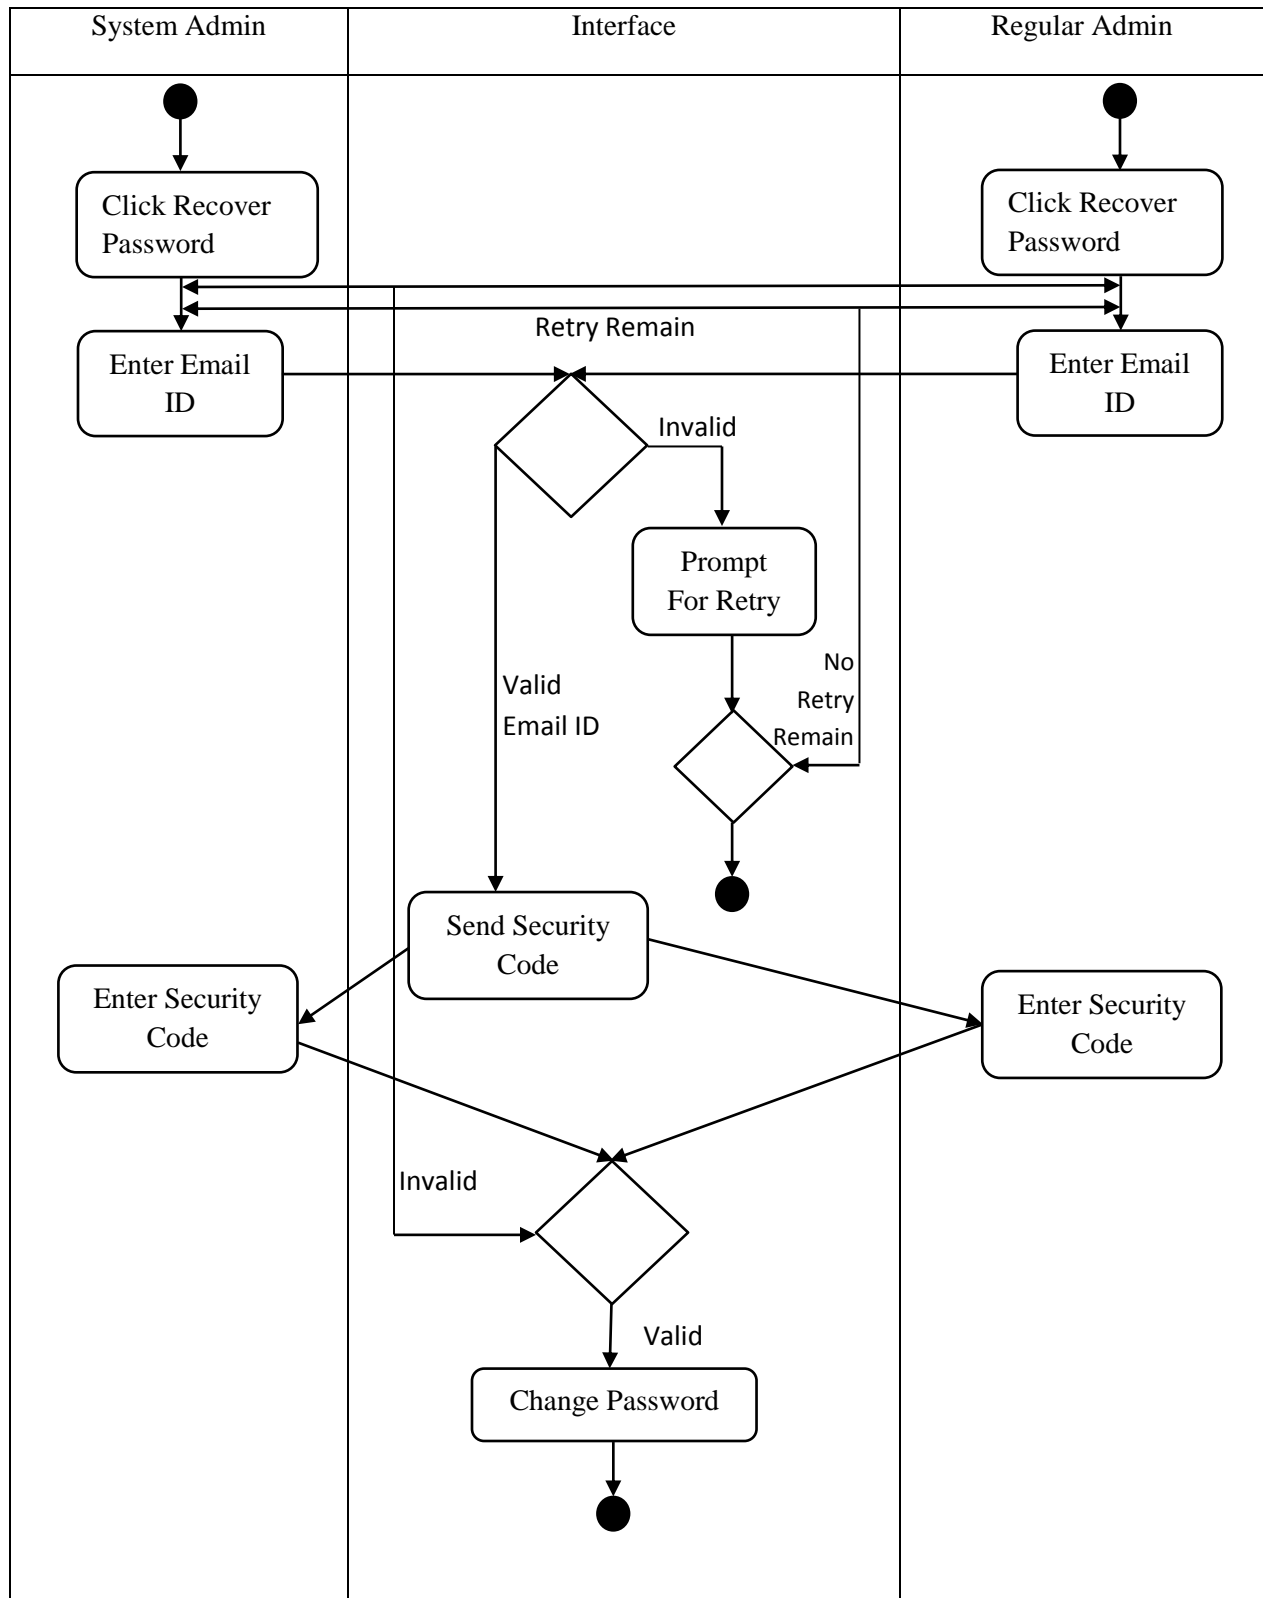 System Admin
Interface
Regular Admin
Click Recover
Password
Click Recover
Password
Retry Remain
Enter Email
ID
Enter Email
ID
Invalid
Prompt
For Retry
No
Retry
Remain
Valid
Email ID
Send Security
Code
Enter Security
Code
Enter Security
Code
Invalid
Valid
Change Password